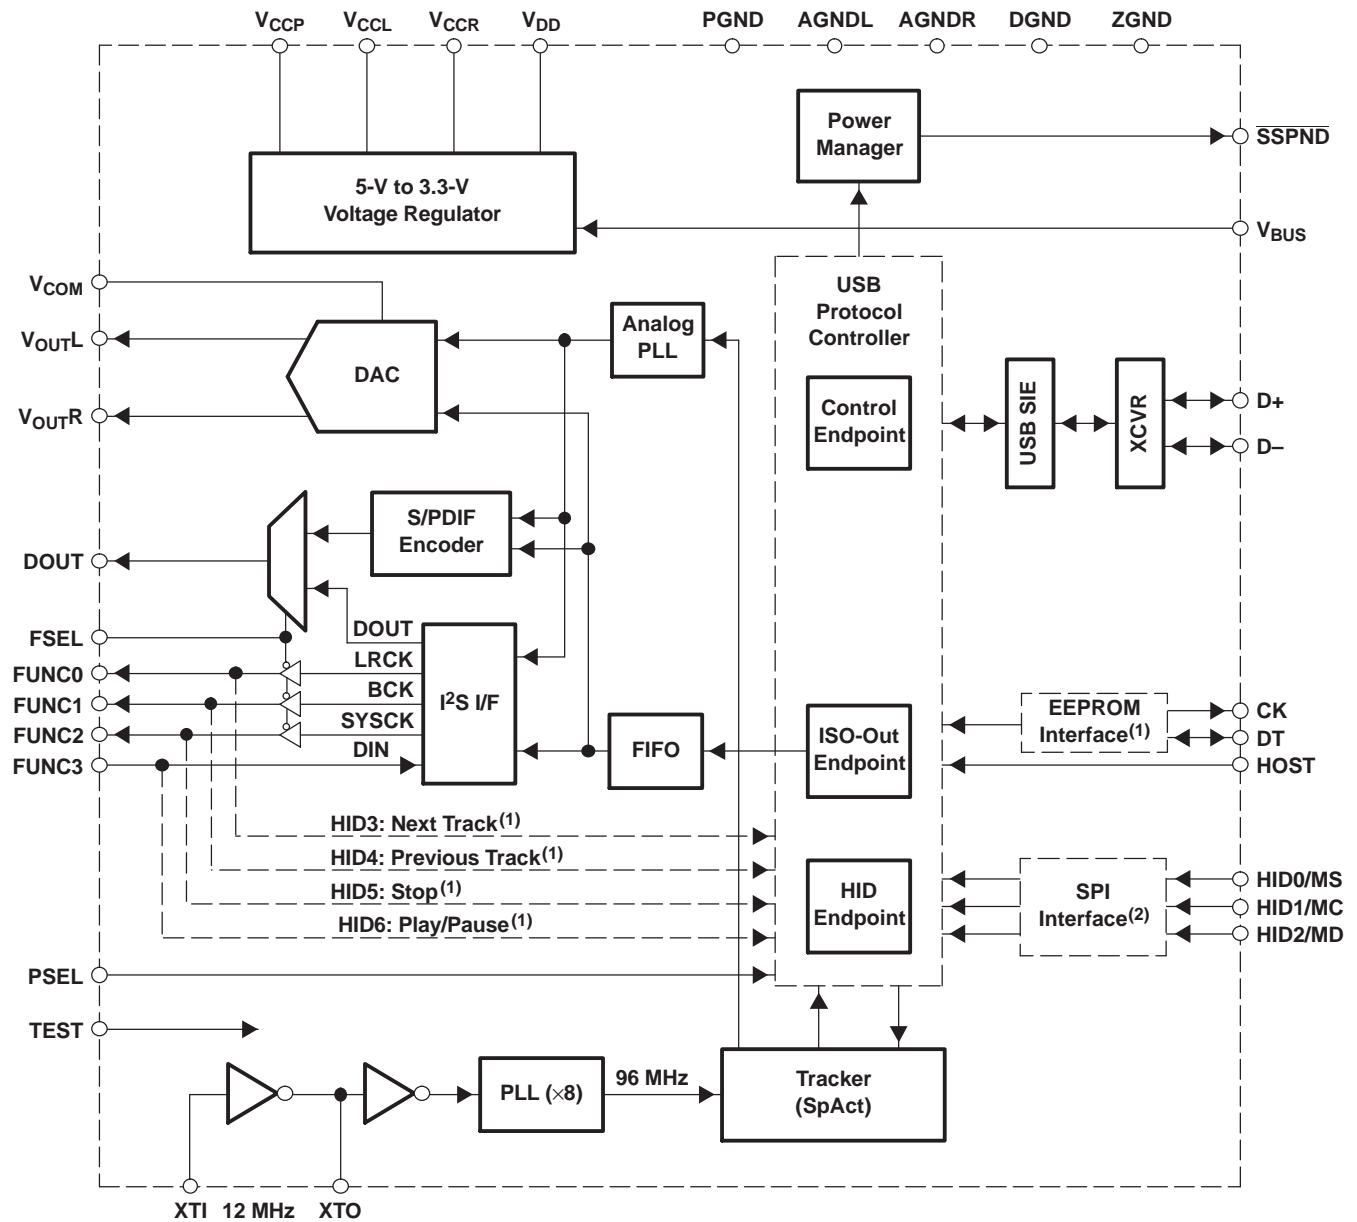 VCCP VCCL VCCR VDD PGND AGNDL AGNDR DGND ZGND
Power
Manager
SSPND
5-V to 3.3-V
Voltage Regulator
VBUS
VCOM
USB
Protocol
Controller
VOUTL
Analog
PLL
DAC
VOUTR
Control
Endpoint
USB SIE
XCVR
D+
D–
S/PDIF
Encoder
DOUT
FSEL
FUNC0
FUNC1
FUNC2
FUNC3
DOUT
LRCK
BCK
SYSCK
DIN
I2S I/F
FIFO
ISO-Out
Endpoint
EEPROM
Interface(1)
CK
DT
HOST
HID3: Next Track(1)
HID4: Previous Track(1)
HID5: Stop(1)
HID6: Play/Pause(1)
HID
Endpoint
SPI
Interface(2)
HID0/MS
HID1/MC
HID2/MD
PSEL
TEST
PLL (×8)
96 MHz
Tracker
(SpAct)
XTI 12 MHz XTO